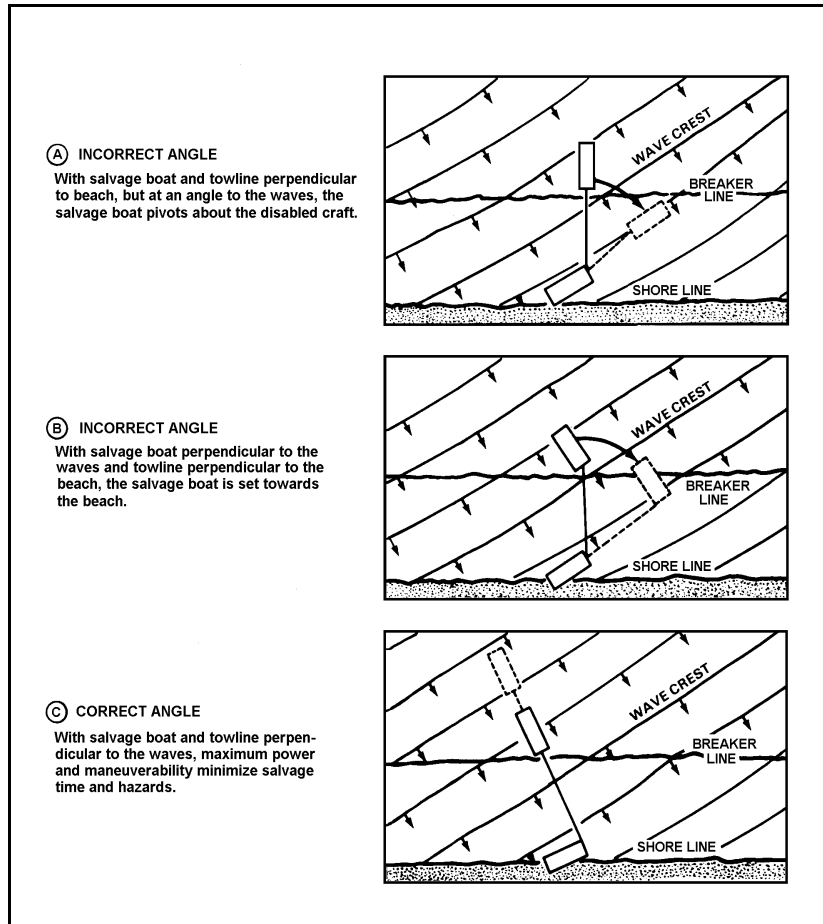 A INCORRECT ANGLE
With salvage boat and towline perpendicular
to beach, but at an angle to the waves, the
salvage boat pivots about the disabled craft.
WAVE CREST
BREAKER
LINE
SHORE LINE
B INCORRECT ANGLE
With salvage boat perpendicular to the
waves and towline perpendicular to the
beach, the salvage boat is set towards
the beach.
WAVE CREST
BREAKER
LINE
SHORE LINE
C CORRECT ANGLE
With salvage boat and towline perpen-
dicular to the waves, maximum power
and maneuverability minimize salvage
time and hazards.
WAVE CREST
BREAKER
LINE
SHORE LINE